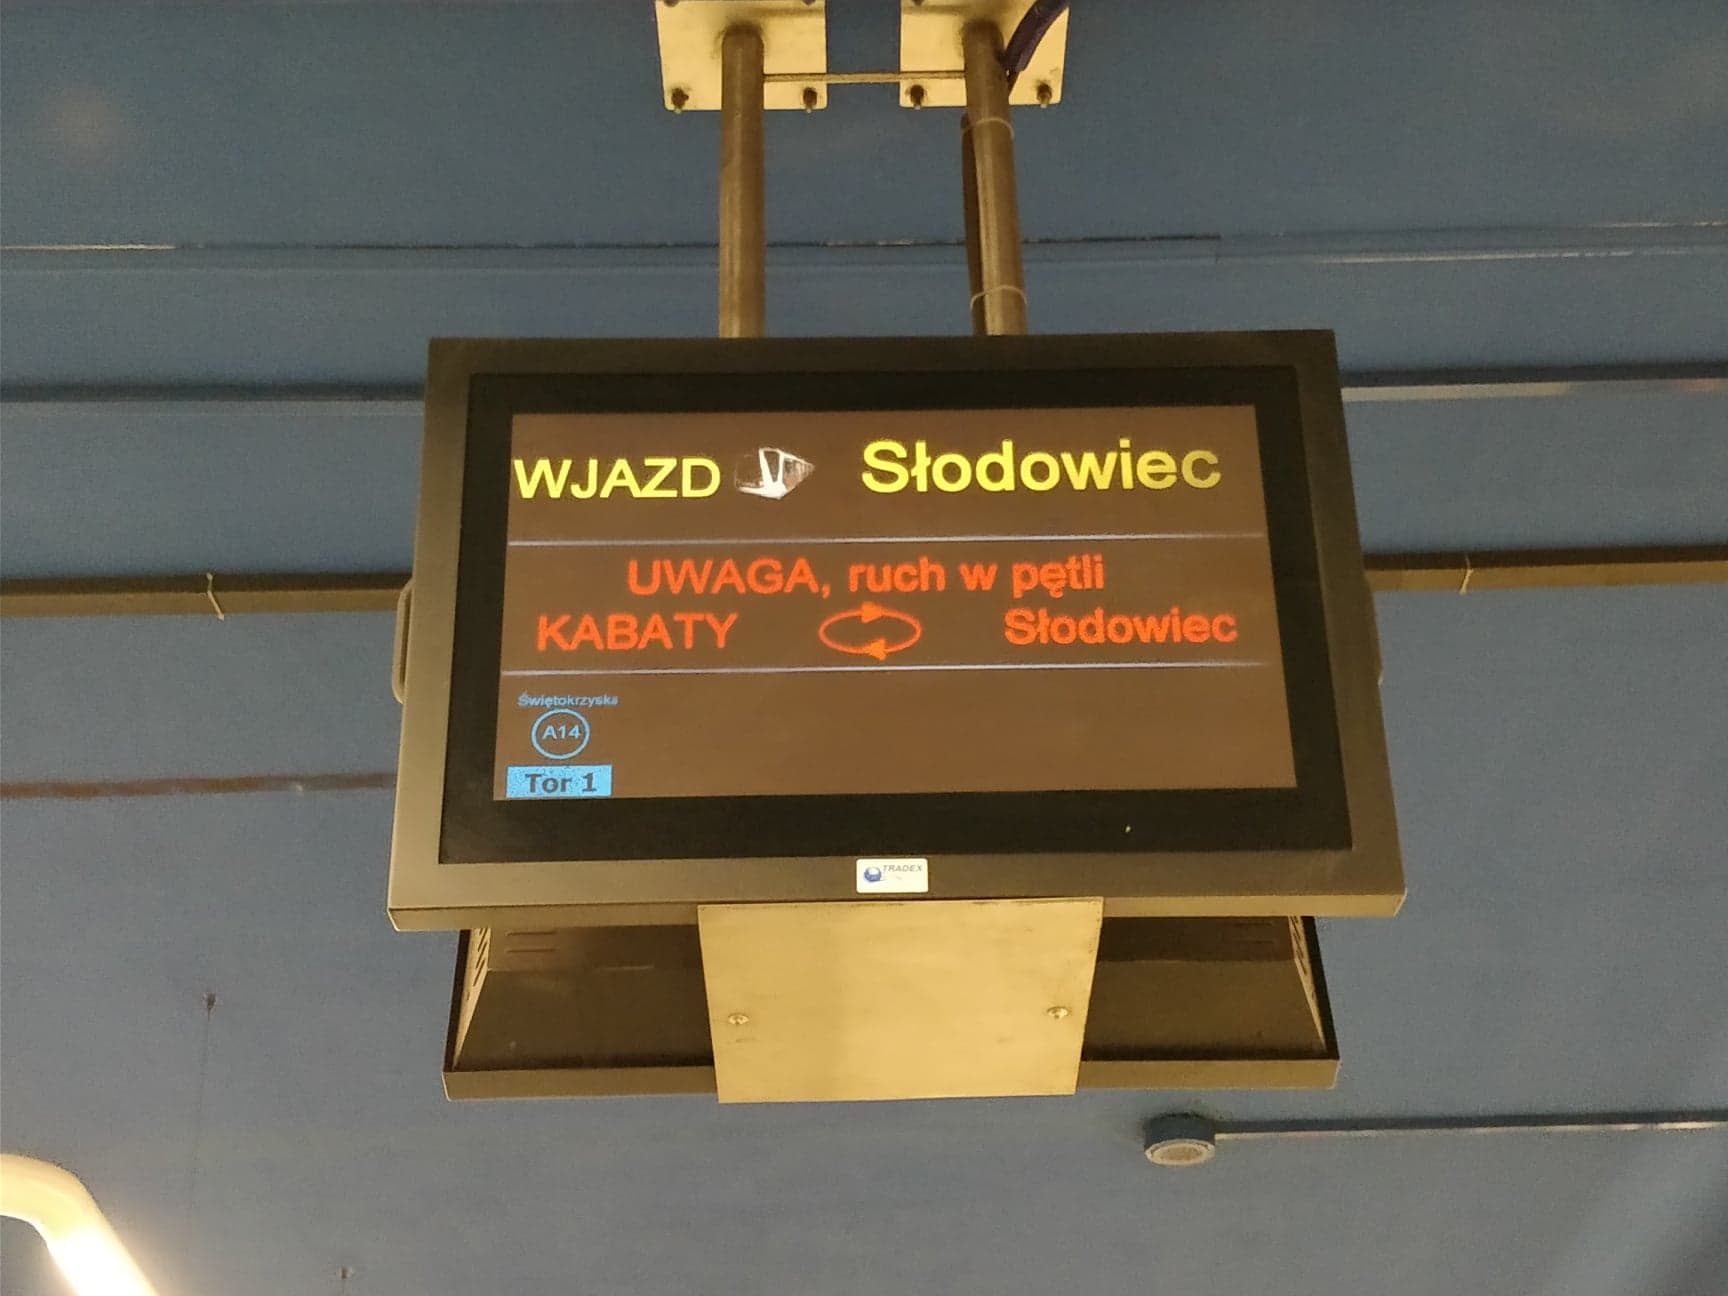 WJAZD Słodowiec
UWAGA, ruch w pętli
KABATY Słodowiec
Świętokrzyska
A14
Tor 1
TRADEX